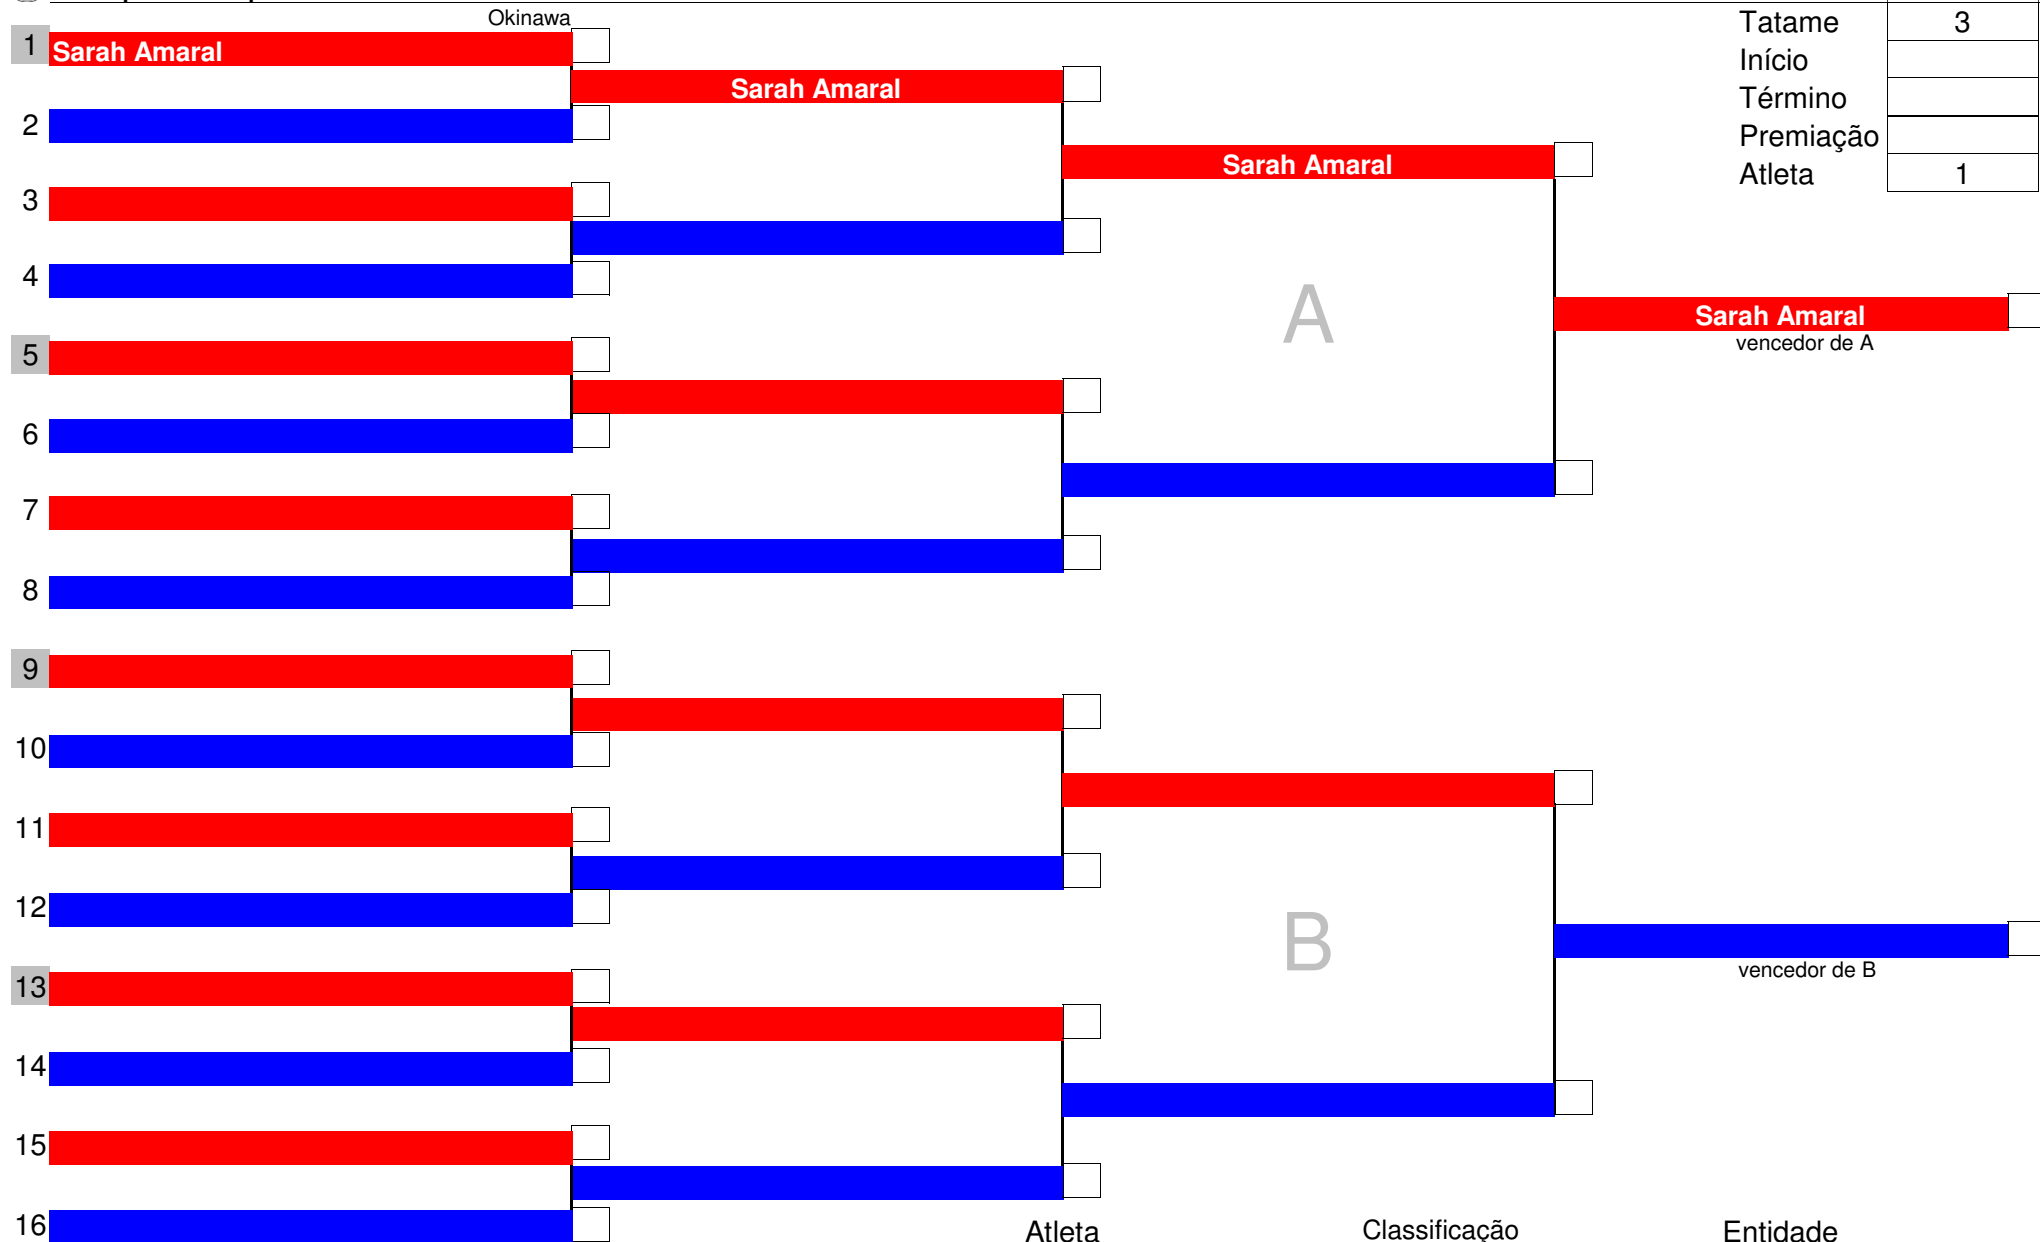 Okinawa
Tatame 3
1 Sarah Amaral
Início
Sarah Amaral
Término
2
Premiação
Sarah Amaral
Atleta 1
3
4
A
Sarah Amaral
vencedor de A
5
6
7
8
9
10
11
12
B
vencedor de B
13
14
15
16
Atleta Classificação Entidade